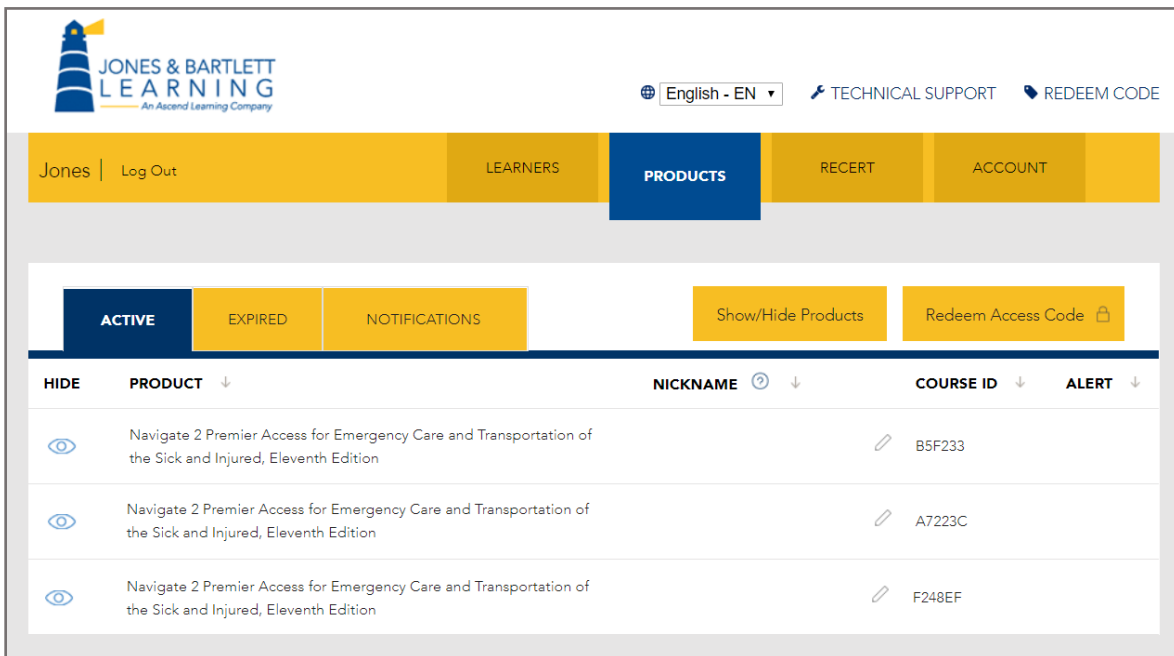 JONES & BARTLETT
LEARNING
An Ascend Learning Company
English - EN
TECHNICAL SUPPORT
REDEEM CODE
Jones | Log Out
LEARNERS
PRODUCTS
RECERT
ACCOUNT
ACTIVE
EXPIRED
NOTIFICATIONS
Show/Hide Products
Redeem Access Code
HIDE
PRODUCT
NICKNAME ?
COURSE ID
ALERT
Navigate 2 Premier Access for Emergency Care and Transportation of
the Sick and Injured, Eleventh Edition
B5F233
Navigate 2 Premier Access for Emergency Care and Transportation of
the Sick and Injured, Eleventh Edition
A7223C
Navigate 2 Premier Access for Emergency Care and Transportation of
the Sick and Injured, Eleventh Edition
F248EF